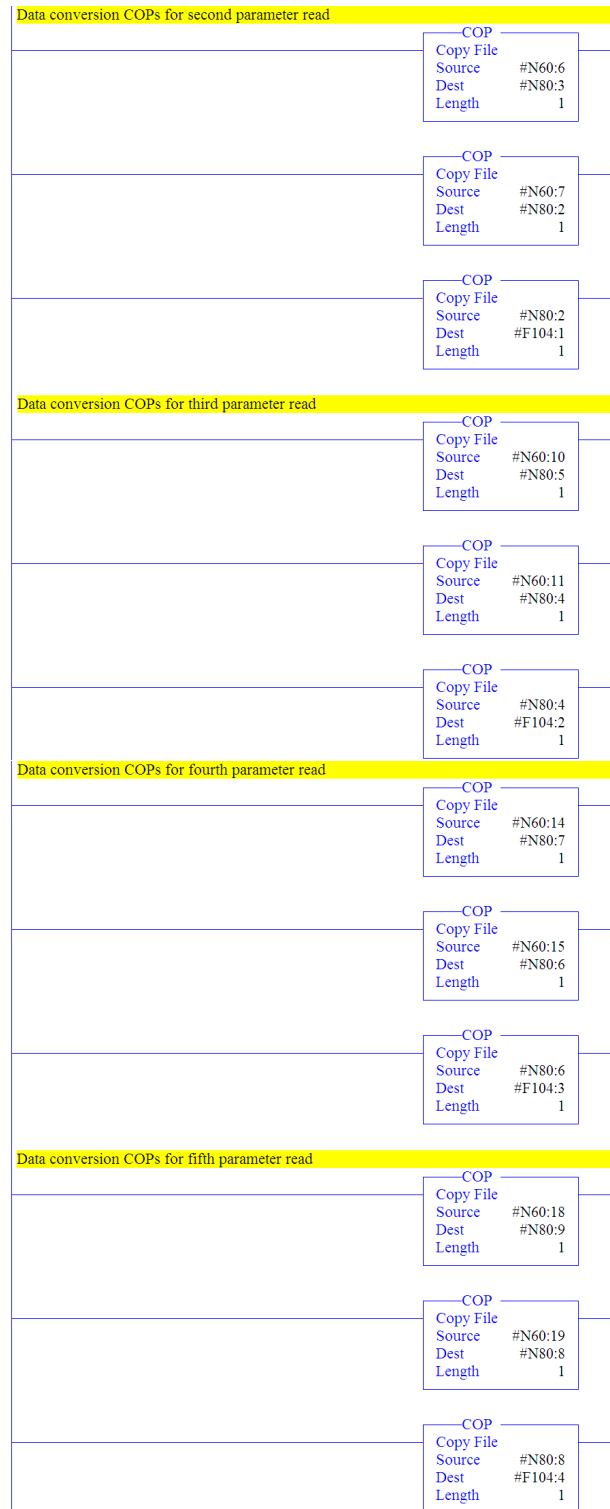 Data conversion COPs for second parameter read
COP
Copy File
Source #N60:6
Dest #N80:3
Length 1
COP
Copy File
Source #N60:7
Dest #N80:2
Length 1
COP
Copy File
Source #N80:2
Dest #F104:1
Length 1
Data conversion COPs for third parameter read
COP
Copy File
Source #N60:10
Dest #N80:5
Length 1
COP
Copy File
Source #N60:11
Dest #N80:4
Length 1
COP
Copy File
Source #N80:4
Dest #F104:2
Length 1
Data conversion COPs for fourth parameter read
COP
Copy File
Source #N60:14
Dest #N80:7
Length 1
COP
Copy File
Source #N60:15
Dest #N80:6
Length 1
COP
Copy File
Source #N80:6
Dest #F104:3
Length 1
Data conversion COPs for fifth parameter read
COP
Copy File
Source #N60:18
Dest #N80:9
Length 1
COP
Copy File
Source #N60:19
Dest #N80:8
Length 1
COP
Copy File
Source #N80:8
Dest #F104:4
Length 1